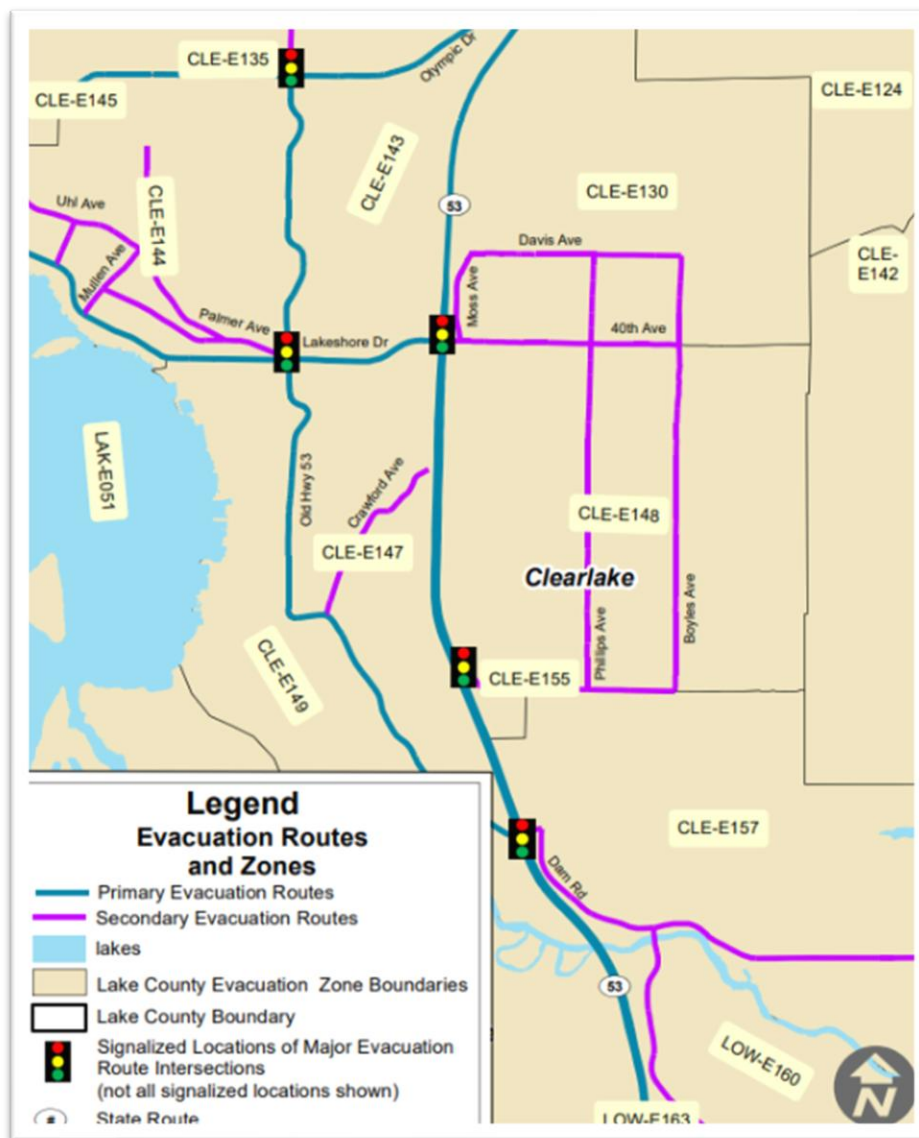 CLE-E135
Olympic Dr
CLE-E124
CLE-E145
CLE-E143
CLE-E130
CLE-E144
Uhl Ave
53
Davis Ave
CLE-
E142
Mullen Ave
Moss Ave
Palmer Ave
Lakeshore Dr
40th Ave
LAK-E051
Old Hwy 53
Crawford Ave
CLE-E148
CLE-E147
Clearlake
Phillips Ave
Boyles Ave
CLE-E149
CLE-E155
CLE-E157
Dam Rd
53
LOW-E160
LOW-E163
N
Legend
Evacuation Routes
and Zones
Primary Evacuation Routes
Secondary Evacuation Routes
lakes
Lake County Evacuation Zone Boundaries
Lake County Boundary
Signalized Locations of Major Evacuation
Route Intersections
(not all signalized locations shown)
# State Route